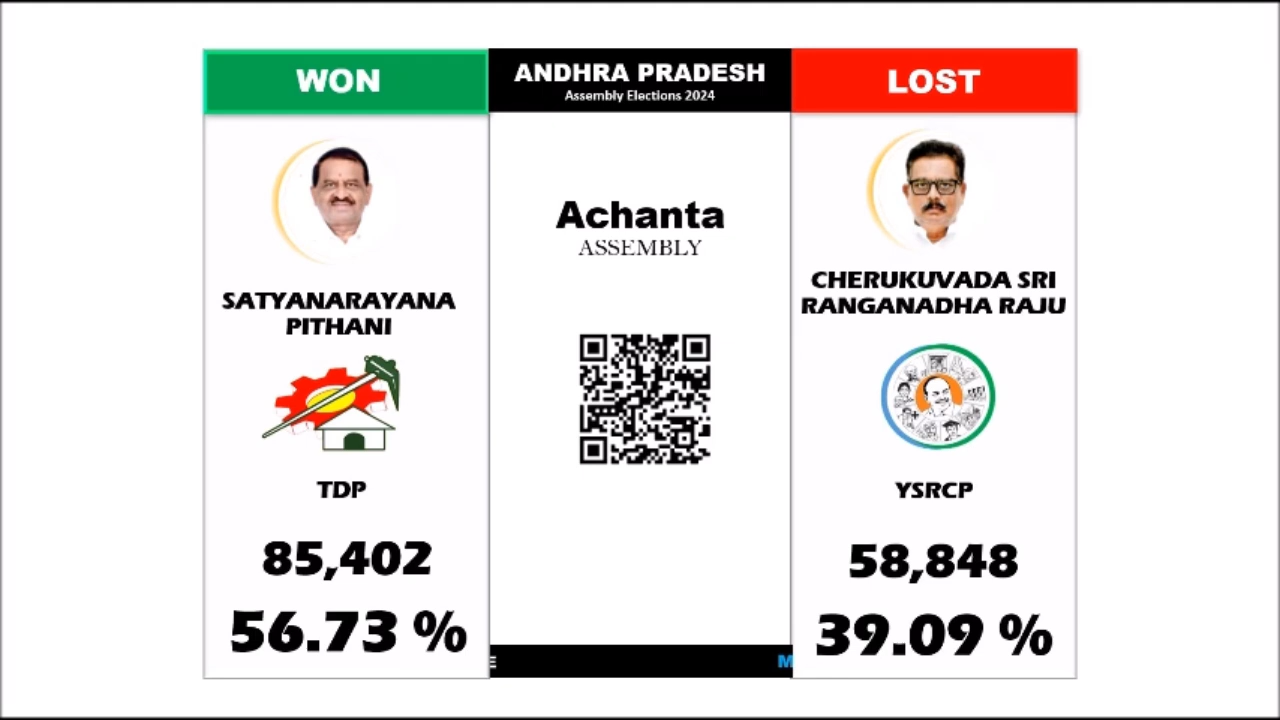 WON
SATYANARAYANA
PITHANI
TDP
85,402
56.73 %
ANDHRA PRADESH
Assembly Elections 2024
Achanta
ASSEMBLY
E
M
LOST
CHERUKUVADA SRI
RANGANADHA RAJU
YSRCP
58,848
39.09 %